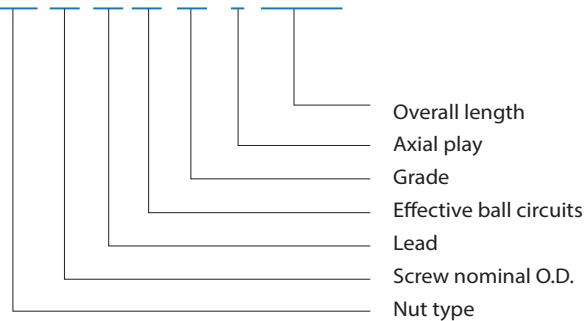 Overall length
Axial play
Grade
Effective ball circuits
Lead
Screw nominal O.D.
Nut type